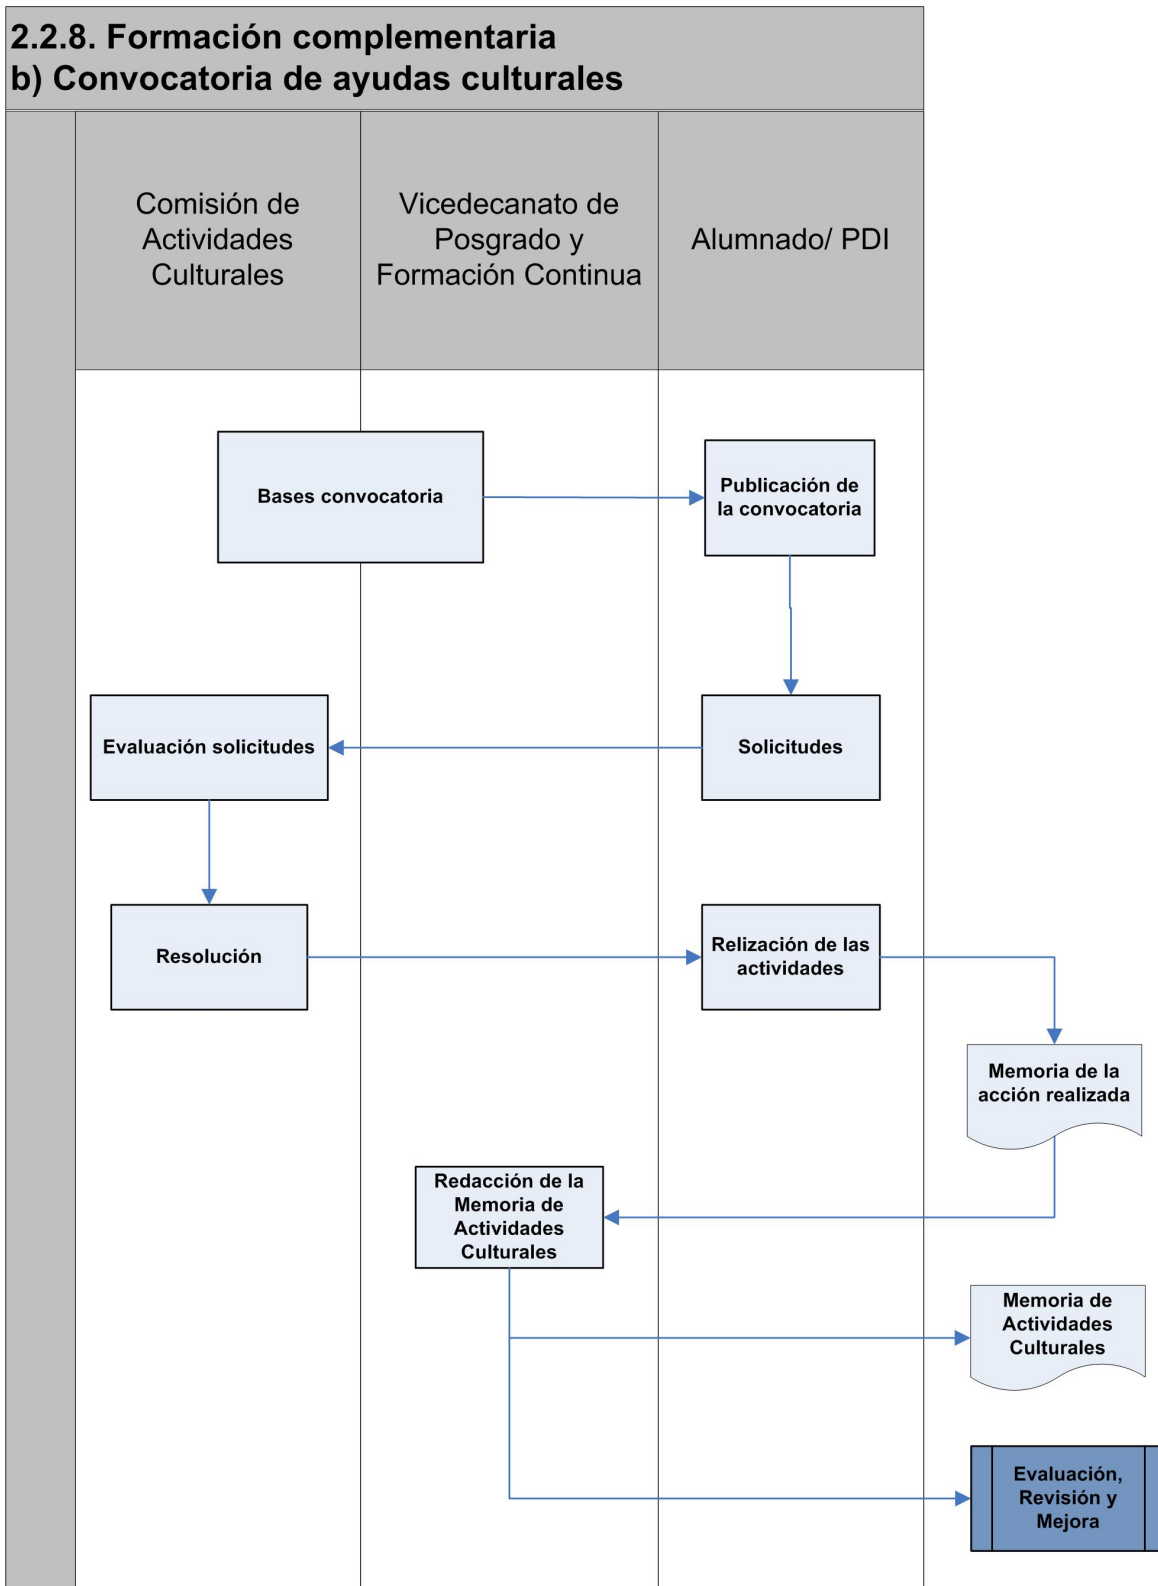 2.2.8. Formación complementaria
b) Convocatoria de ayudas culturales
Comisión de
Actividades
Culturales
Vicedecanato de
Posgrado y
Formación Continua
Alumnado/ PDI
Bases convocatoria
Publicación de
la convocatoria
Evaluación solicitudes
Solicitudes
Resolución
Relización de las
actividades
Memoria de la
acción realizada
Redacción de la
Memoria de
Actividades
Culturales
Memoria de
Actividades
Culturales
Evaluación,
Revisión y
Mejora